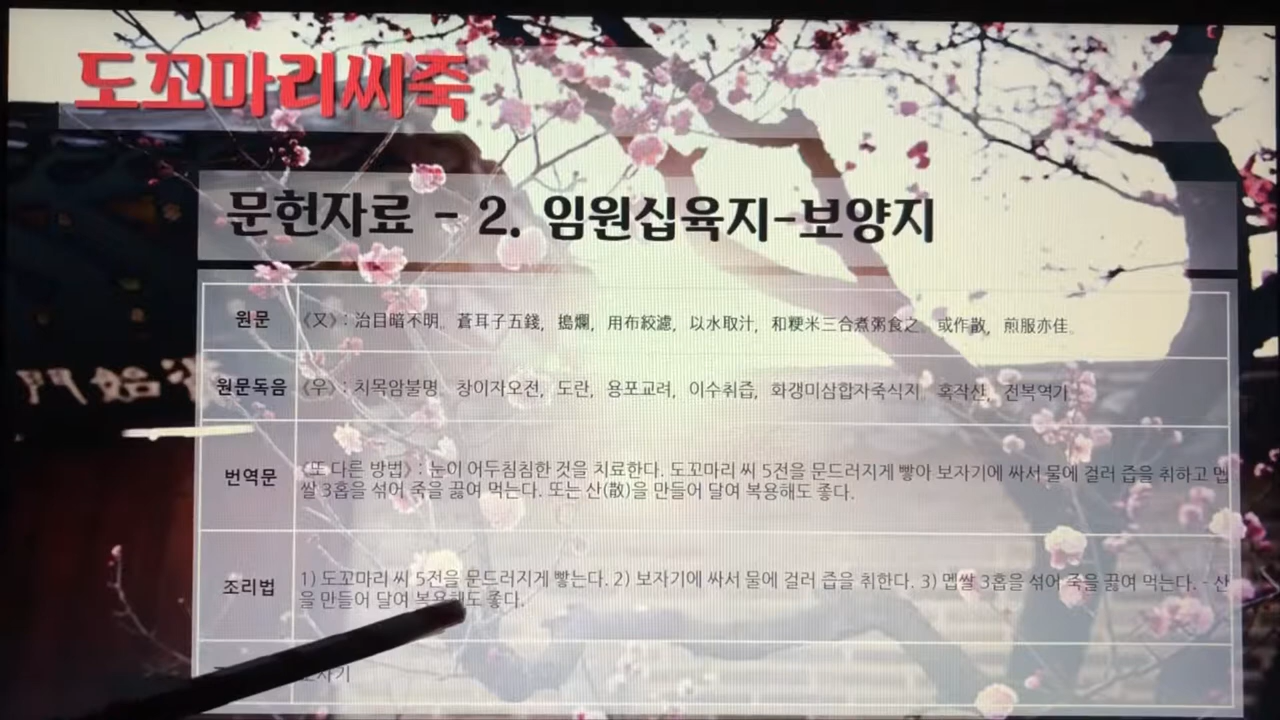 도꼬마리씨죽
문헌자료 - 2. 임원십육지-보양지
원문
《又》: 治目暗不明。蒼耳子五錢, 搗爛, 用布絞濾, 以水取汁, 和粳米三合煮粥食之。或作散, 煎服亦佳。
원문독음
《우》: 치목암불명。 창이자오전, 도란, 용포교려, 이수취즙, 화갱미삼합자죽식지。 혹작산, 전복역가。
번역문
《또 다른 방법》: 눈이 어두침침한 것을 치료한다. 도꼬마리 씨 5전을 문드러지게 빻아 보자기에 싸서 물에 걸러 즙을 취하고 멥
쌀 3홉을 섞어 죽을 끓여 먹는다. 또는 산(散)을 만들어 달여 복용해도 좋다.
조리법
1) 도꼬마리 씨 5전을 문드러지게 빻는다. 2) 보자기에 싸서 물에 걸러 즙을 취한다. 3) 멥쌀 3홉을 섞어 죽을 끓여 먹는다. - 산
을 만들어 달여 복용해도 좋다.